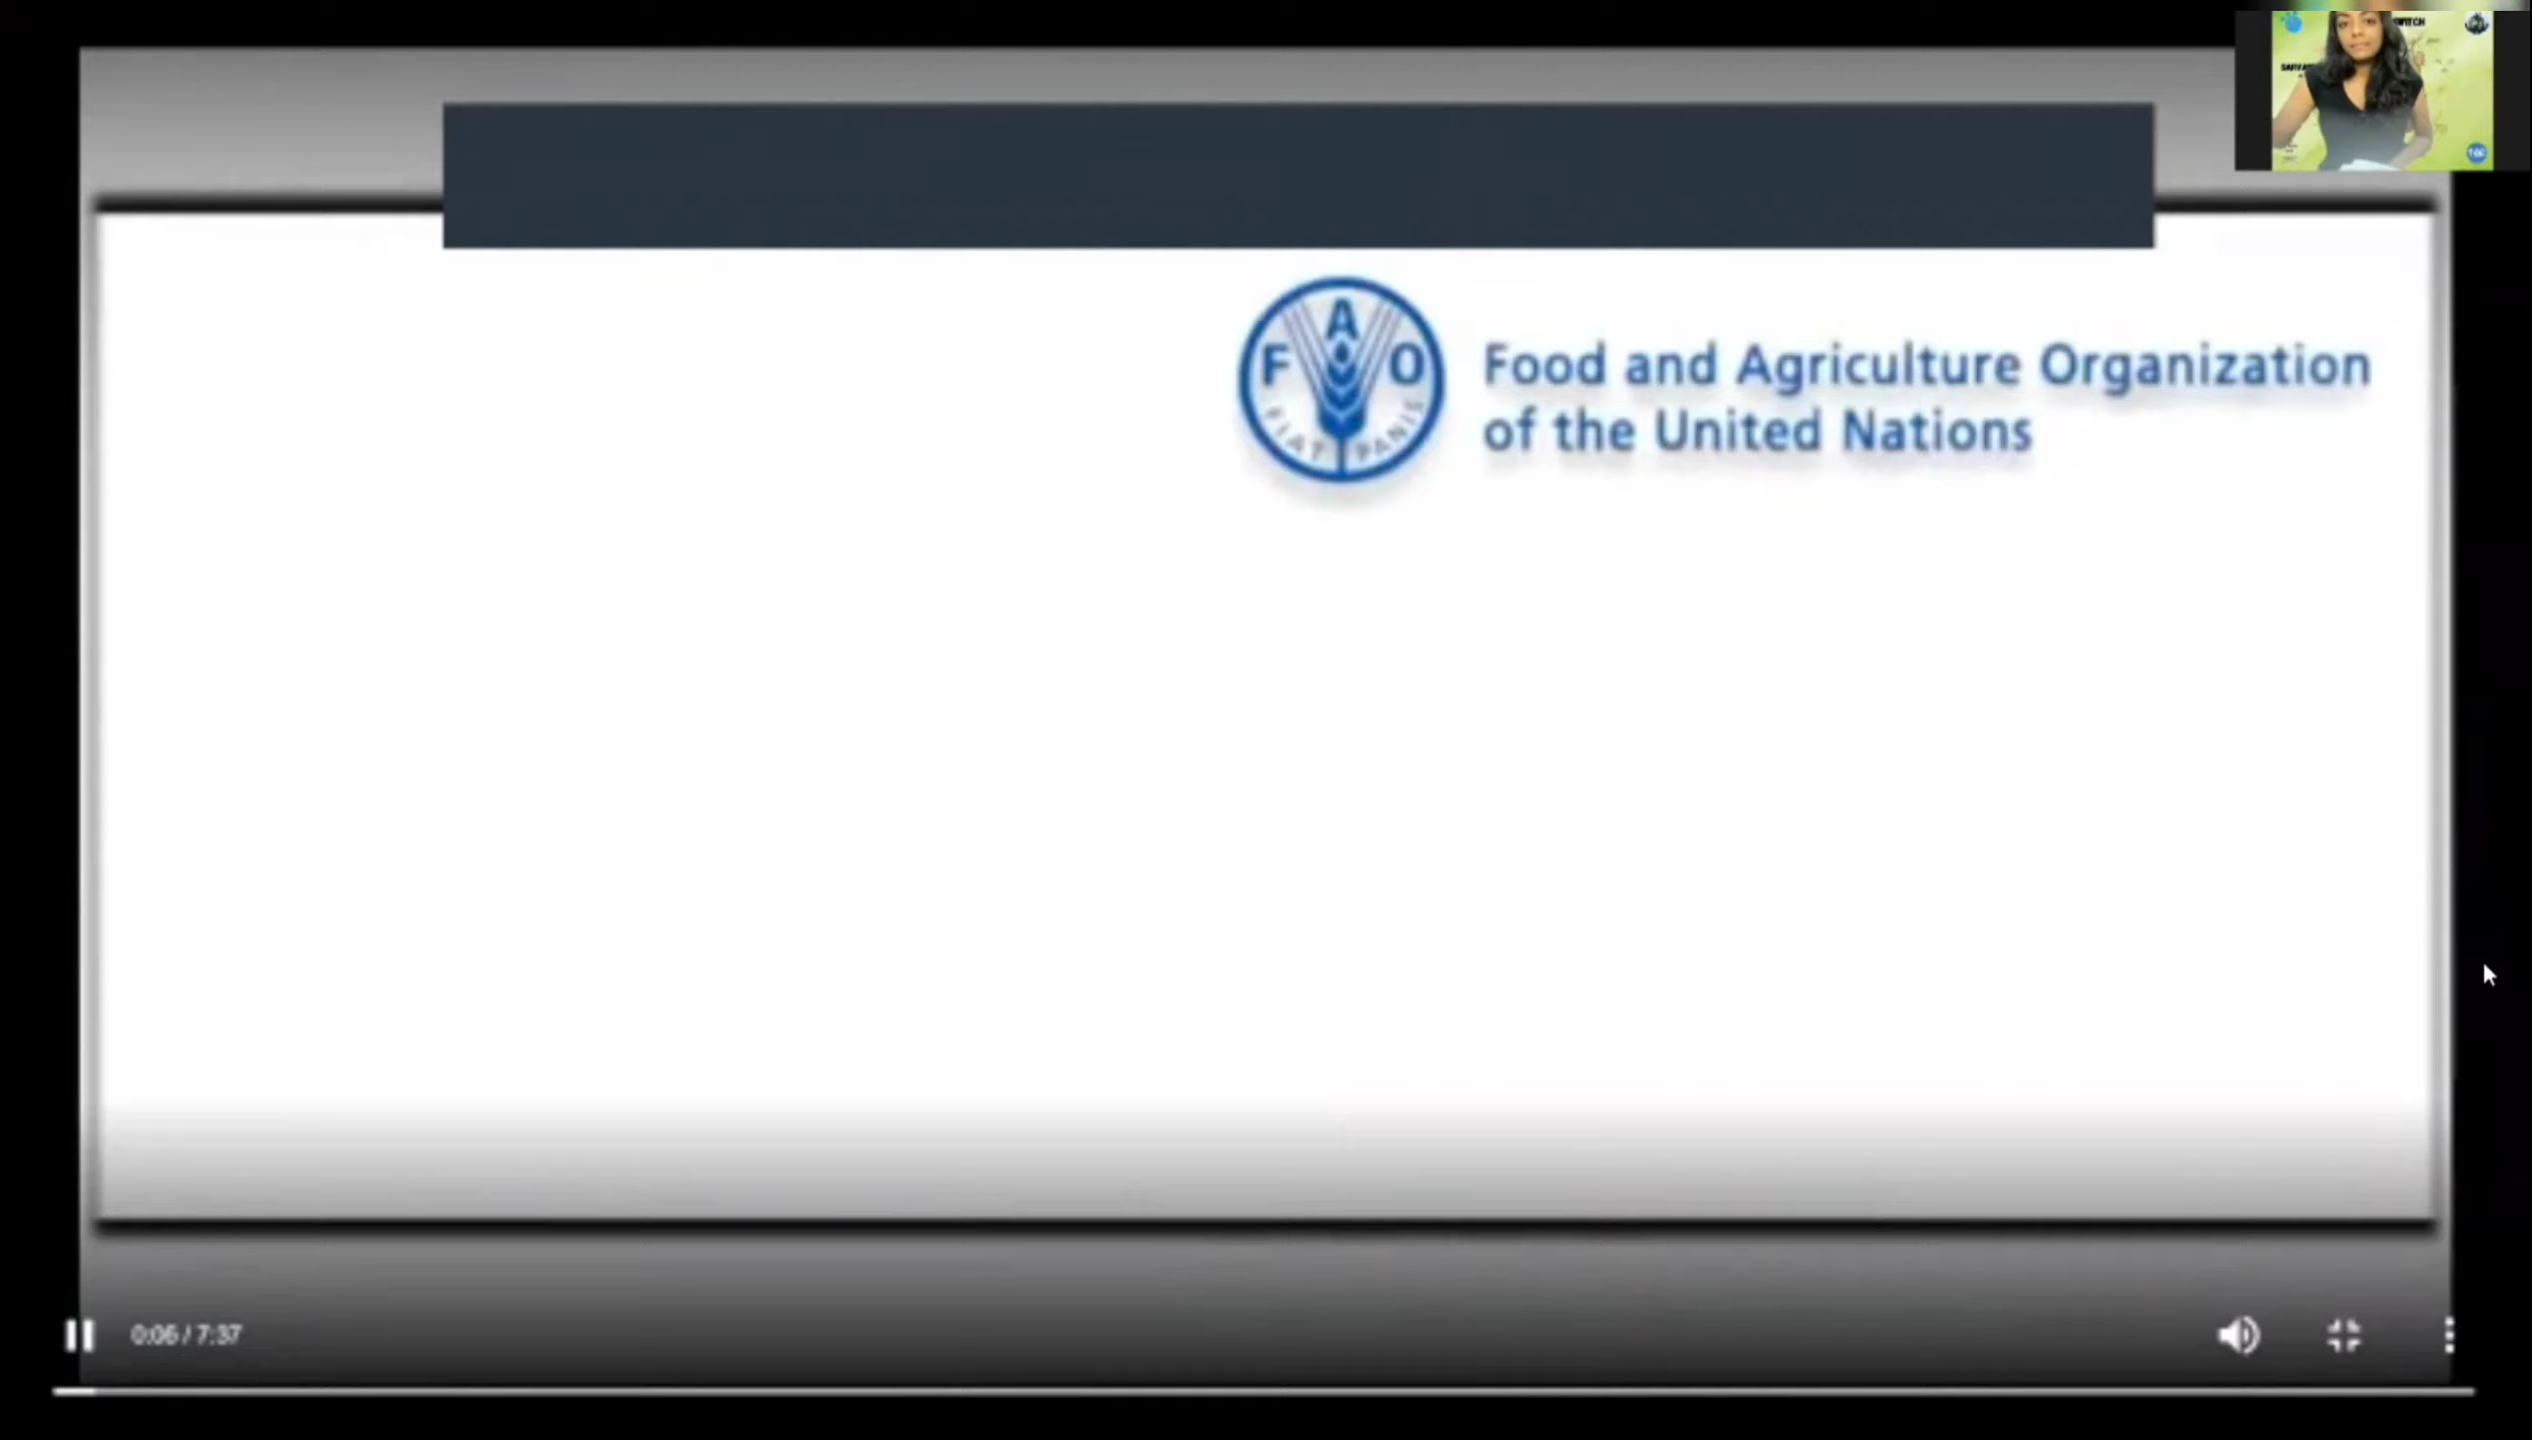 F A O
FIAT PANIS
Food and Agriculture Organization
of the United Nations
0:06 / 7:37